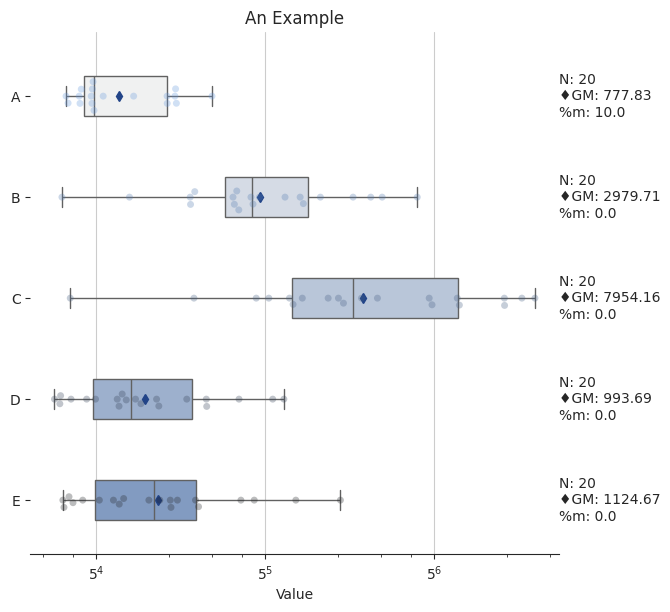 An Example
A
N: 20
♦GM: 777.83
%m: 10.0
B
N: 20
♦GM: 2979.71
%m: 0.0
C
N: 20
♦GM: 7954.16
%m: 0.0
D
N: 20
♦GM: 993.69
%m: 0.0
E
N: 20
♦GM: 1124.67
%m: 0.0
5⁴ 5⁵ 5⁶
Value